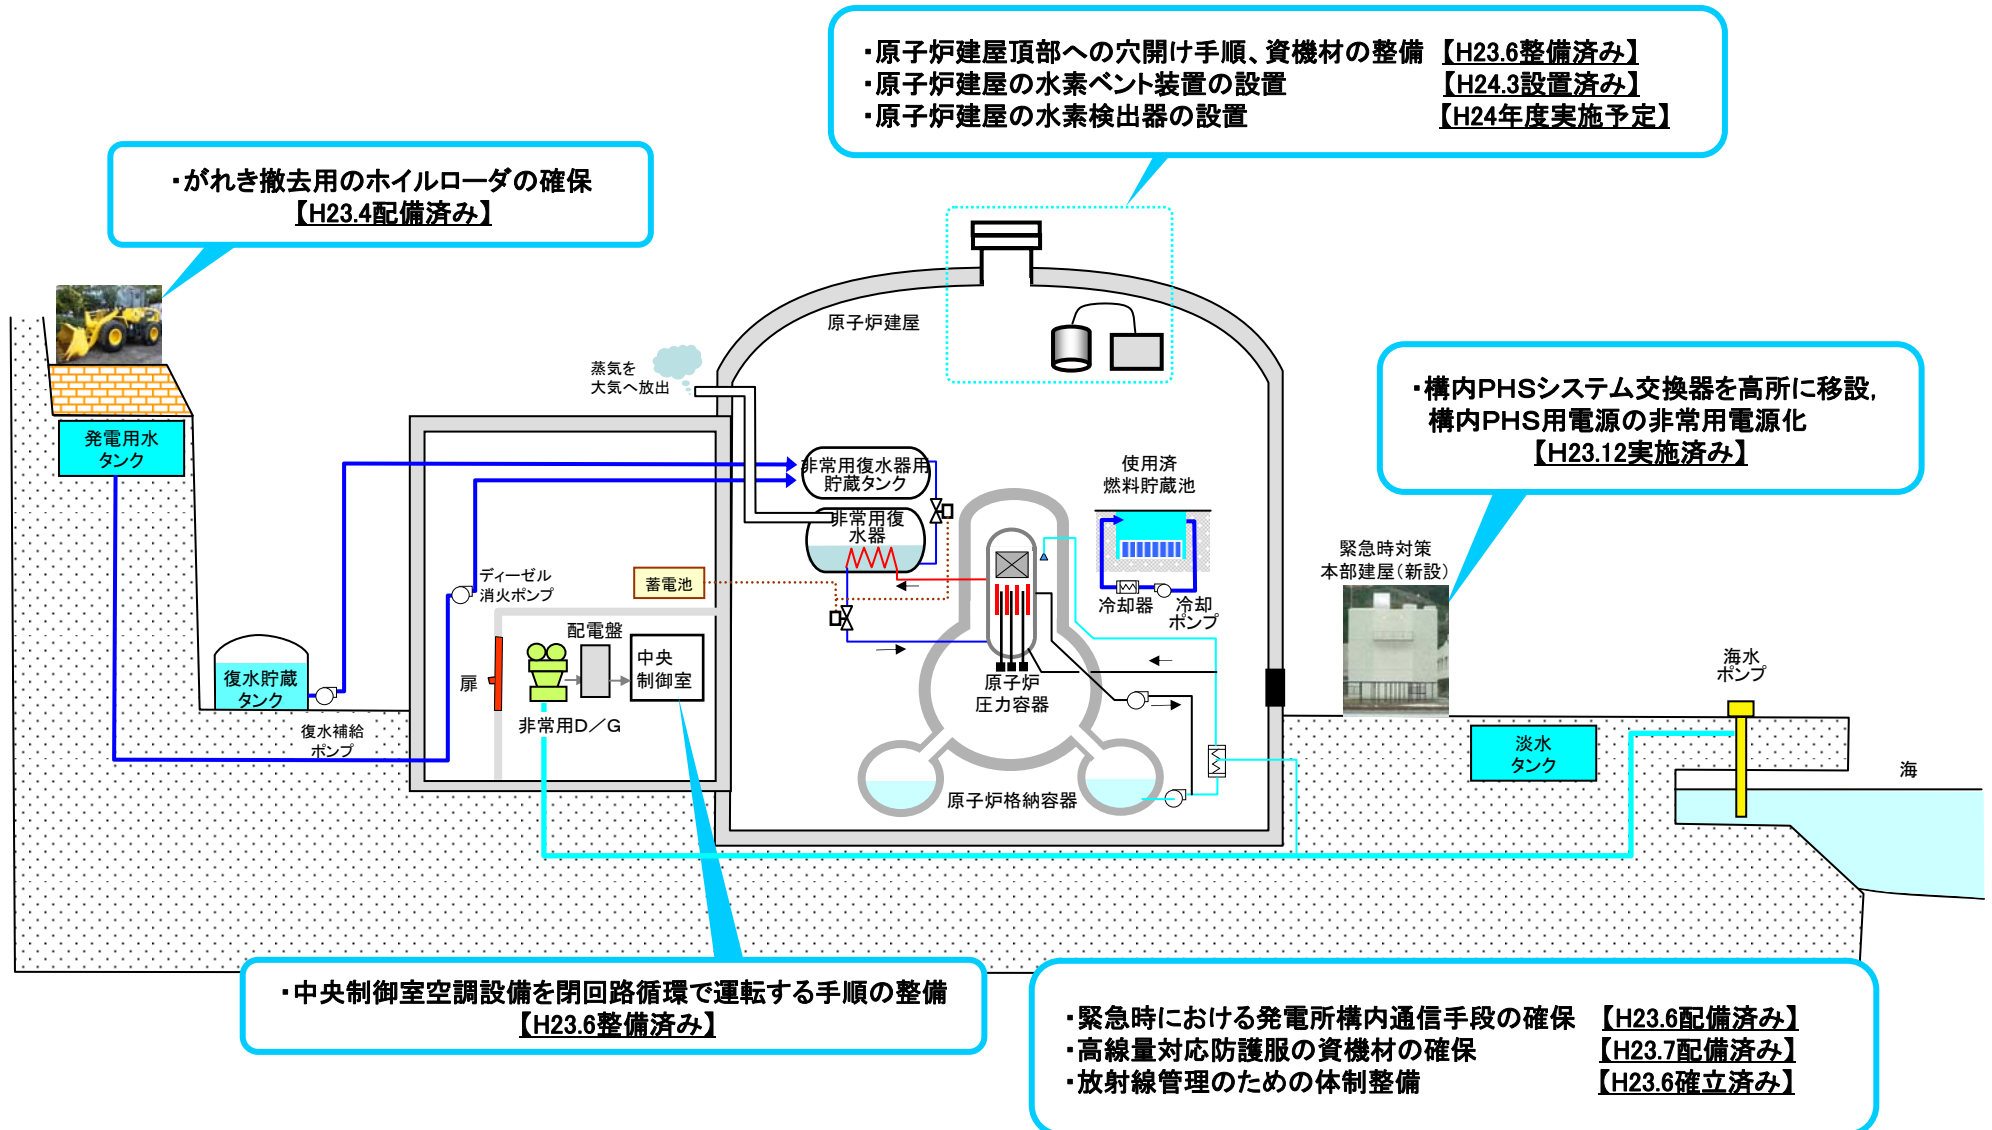 ・原子炉建屋頂部への穴開け手順、資機材の整備 【H23.6整備済み】
・原子炉建屋の水素ベント装置の設置 【H24.3設置済み】
・原子炉建屋の水素検出器の設置 【H24年度実施予定】
・がれき撤去用のホイルローダの確保
【H23.4配備済み】
原子炉建屋
蒸気を
大気へ放出
・構内PHSシステム交換器を高所に移設,
構内PHS用電源の非常用電源化
【H23.12実施済み】
発電用水
タンク
非常用復水器用
貯蔵タンク
使用済
燃料貯蔵池
非常用復
水器
緊急時対策
本部建屋(新設)
ディーゼル
消火ポンプ
蓄電池
冷却器
冷却
ポンプ
配電盤
中央
制御室
扉
復水貯蔵
タンク
原子炉
圧力容器
海水
ポンプ
非常用D/G
復水補給
ポンプ
淡水
タンク
海
原子炉格納容器
・中央制御室空調設備を閉回路循環で運転する手順の整備
【H23.6整備済み】
・緊急時における発電所構内通信手段の確保 【H23.6配備済み】
・高線量対応防護服の資機材の確保 【H23.7配備済み】
・放射線管理のための体制整備 【H23.6確立済み】